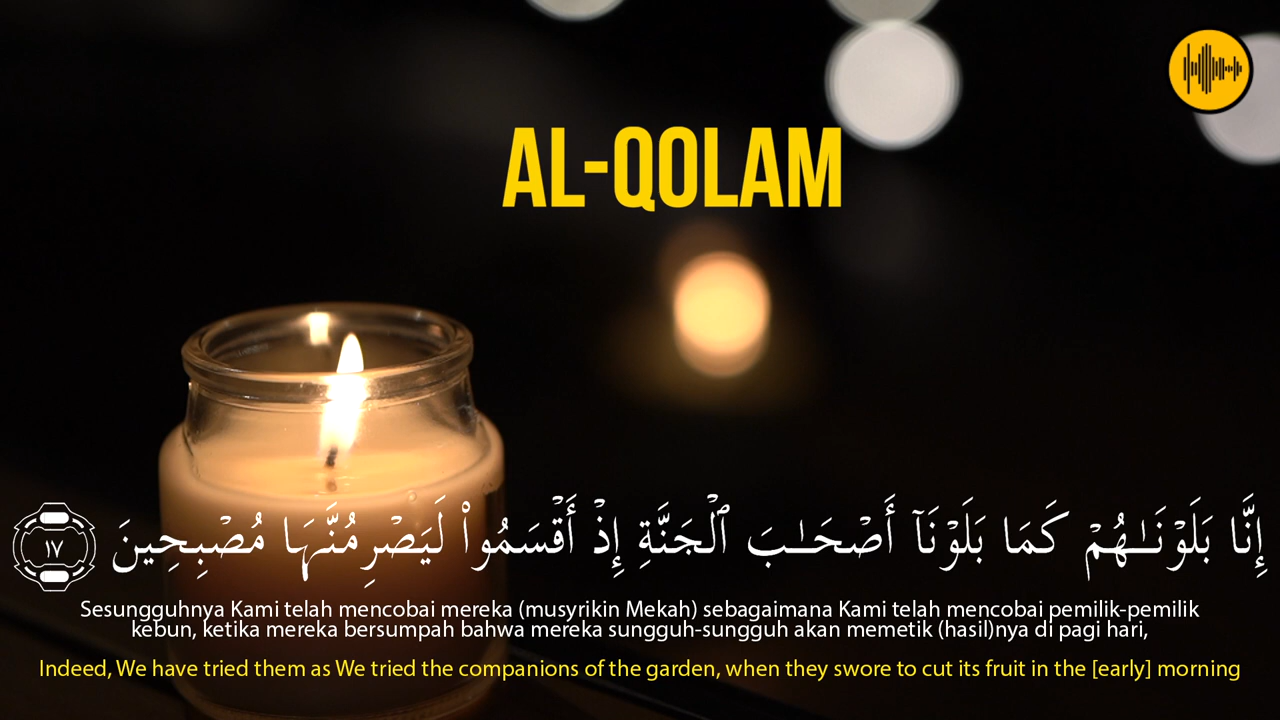 AL-QOLAM
إِنَّا بَلَوْنَـٰهُمْ كَمَا بَلَوْنَآ أَصْحَـٰبَ ٱلْجَنَّةِ إِذْ أَقْسَمُوا۟ لَيَصْرِمُنَّهَا مُصْبِحِينَ ١٧
Sesungguhnya Kami telah mencobai mereka (musyrikin Mekah) sebagaimana Kami telah mencobai pemilik-pemilik
kebun, ketika mereka bersumpah bahwa mereka sungguh-sungguh akan memetik (hasil)nya di pagi hari,
Indeed, We have tried them as We tried the companions of the garden, when they swore to cut its fruit in the [early] morning